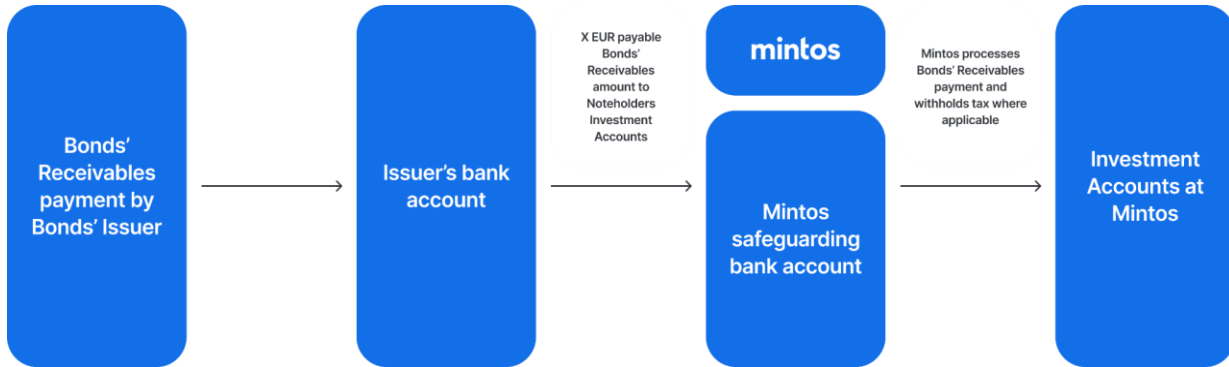 Bonds’
Receivables
payment by
Bonds’ Issuer
Issuer’s bank
account
X EUR payable
Bonds’
Receivables
amount to
Noteholders
Investment
Accounts
mintos
Mintos
safeguarding
bank account
Mintos processes
Bonds’ Receivables
payment and
withholds tax where
applicable
Investment
Accounts at
Mintos